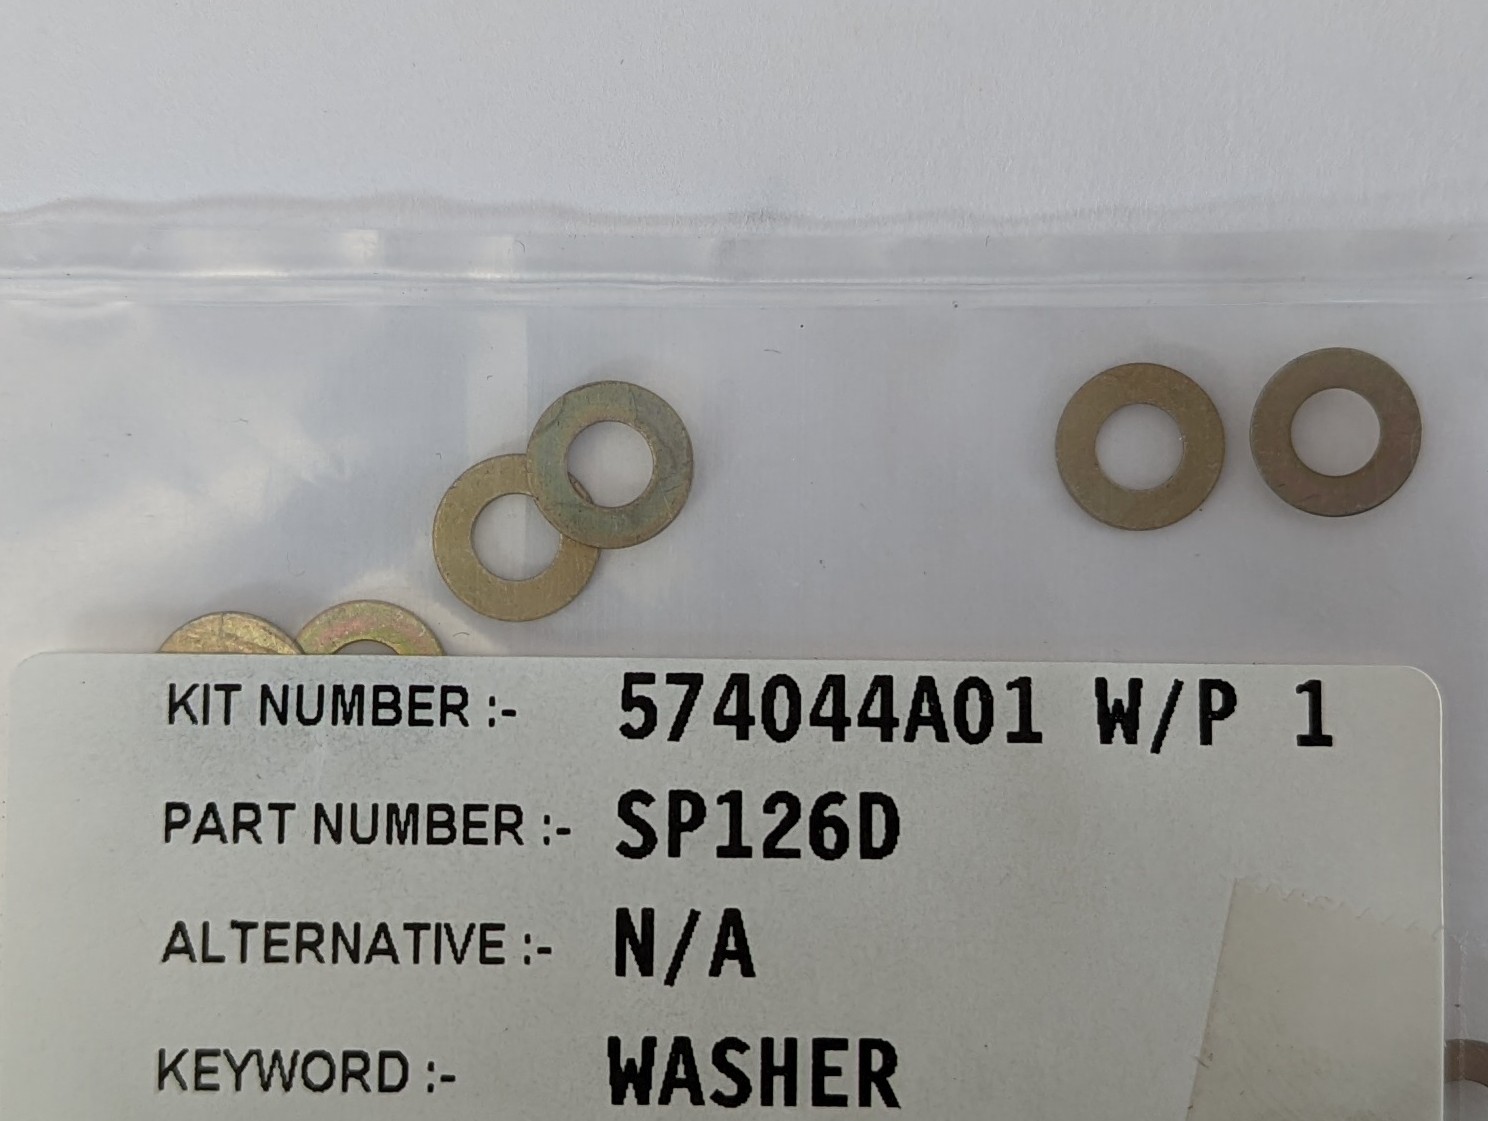 KIT NUMBER :- 574044A01 W/P 1
PART NUMBER :- SP126D
ALTERNATIVE :- N/A
KEYWORD :- WASHER